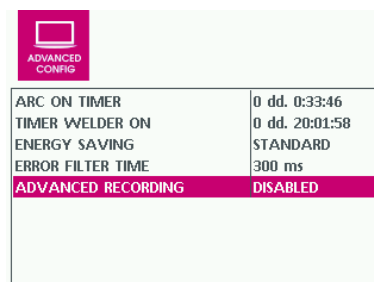 ADVANCED
CONFIG
ARC ON TIMER 0 dd. 0:33:46
TIMER WELDER ON 0 dd. 20:01:58
ENERGY SAVING STANDARD
ERROR FILTER TIME 300 ms
ADVANCED RECORDING DISABLED